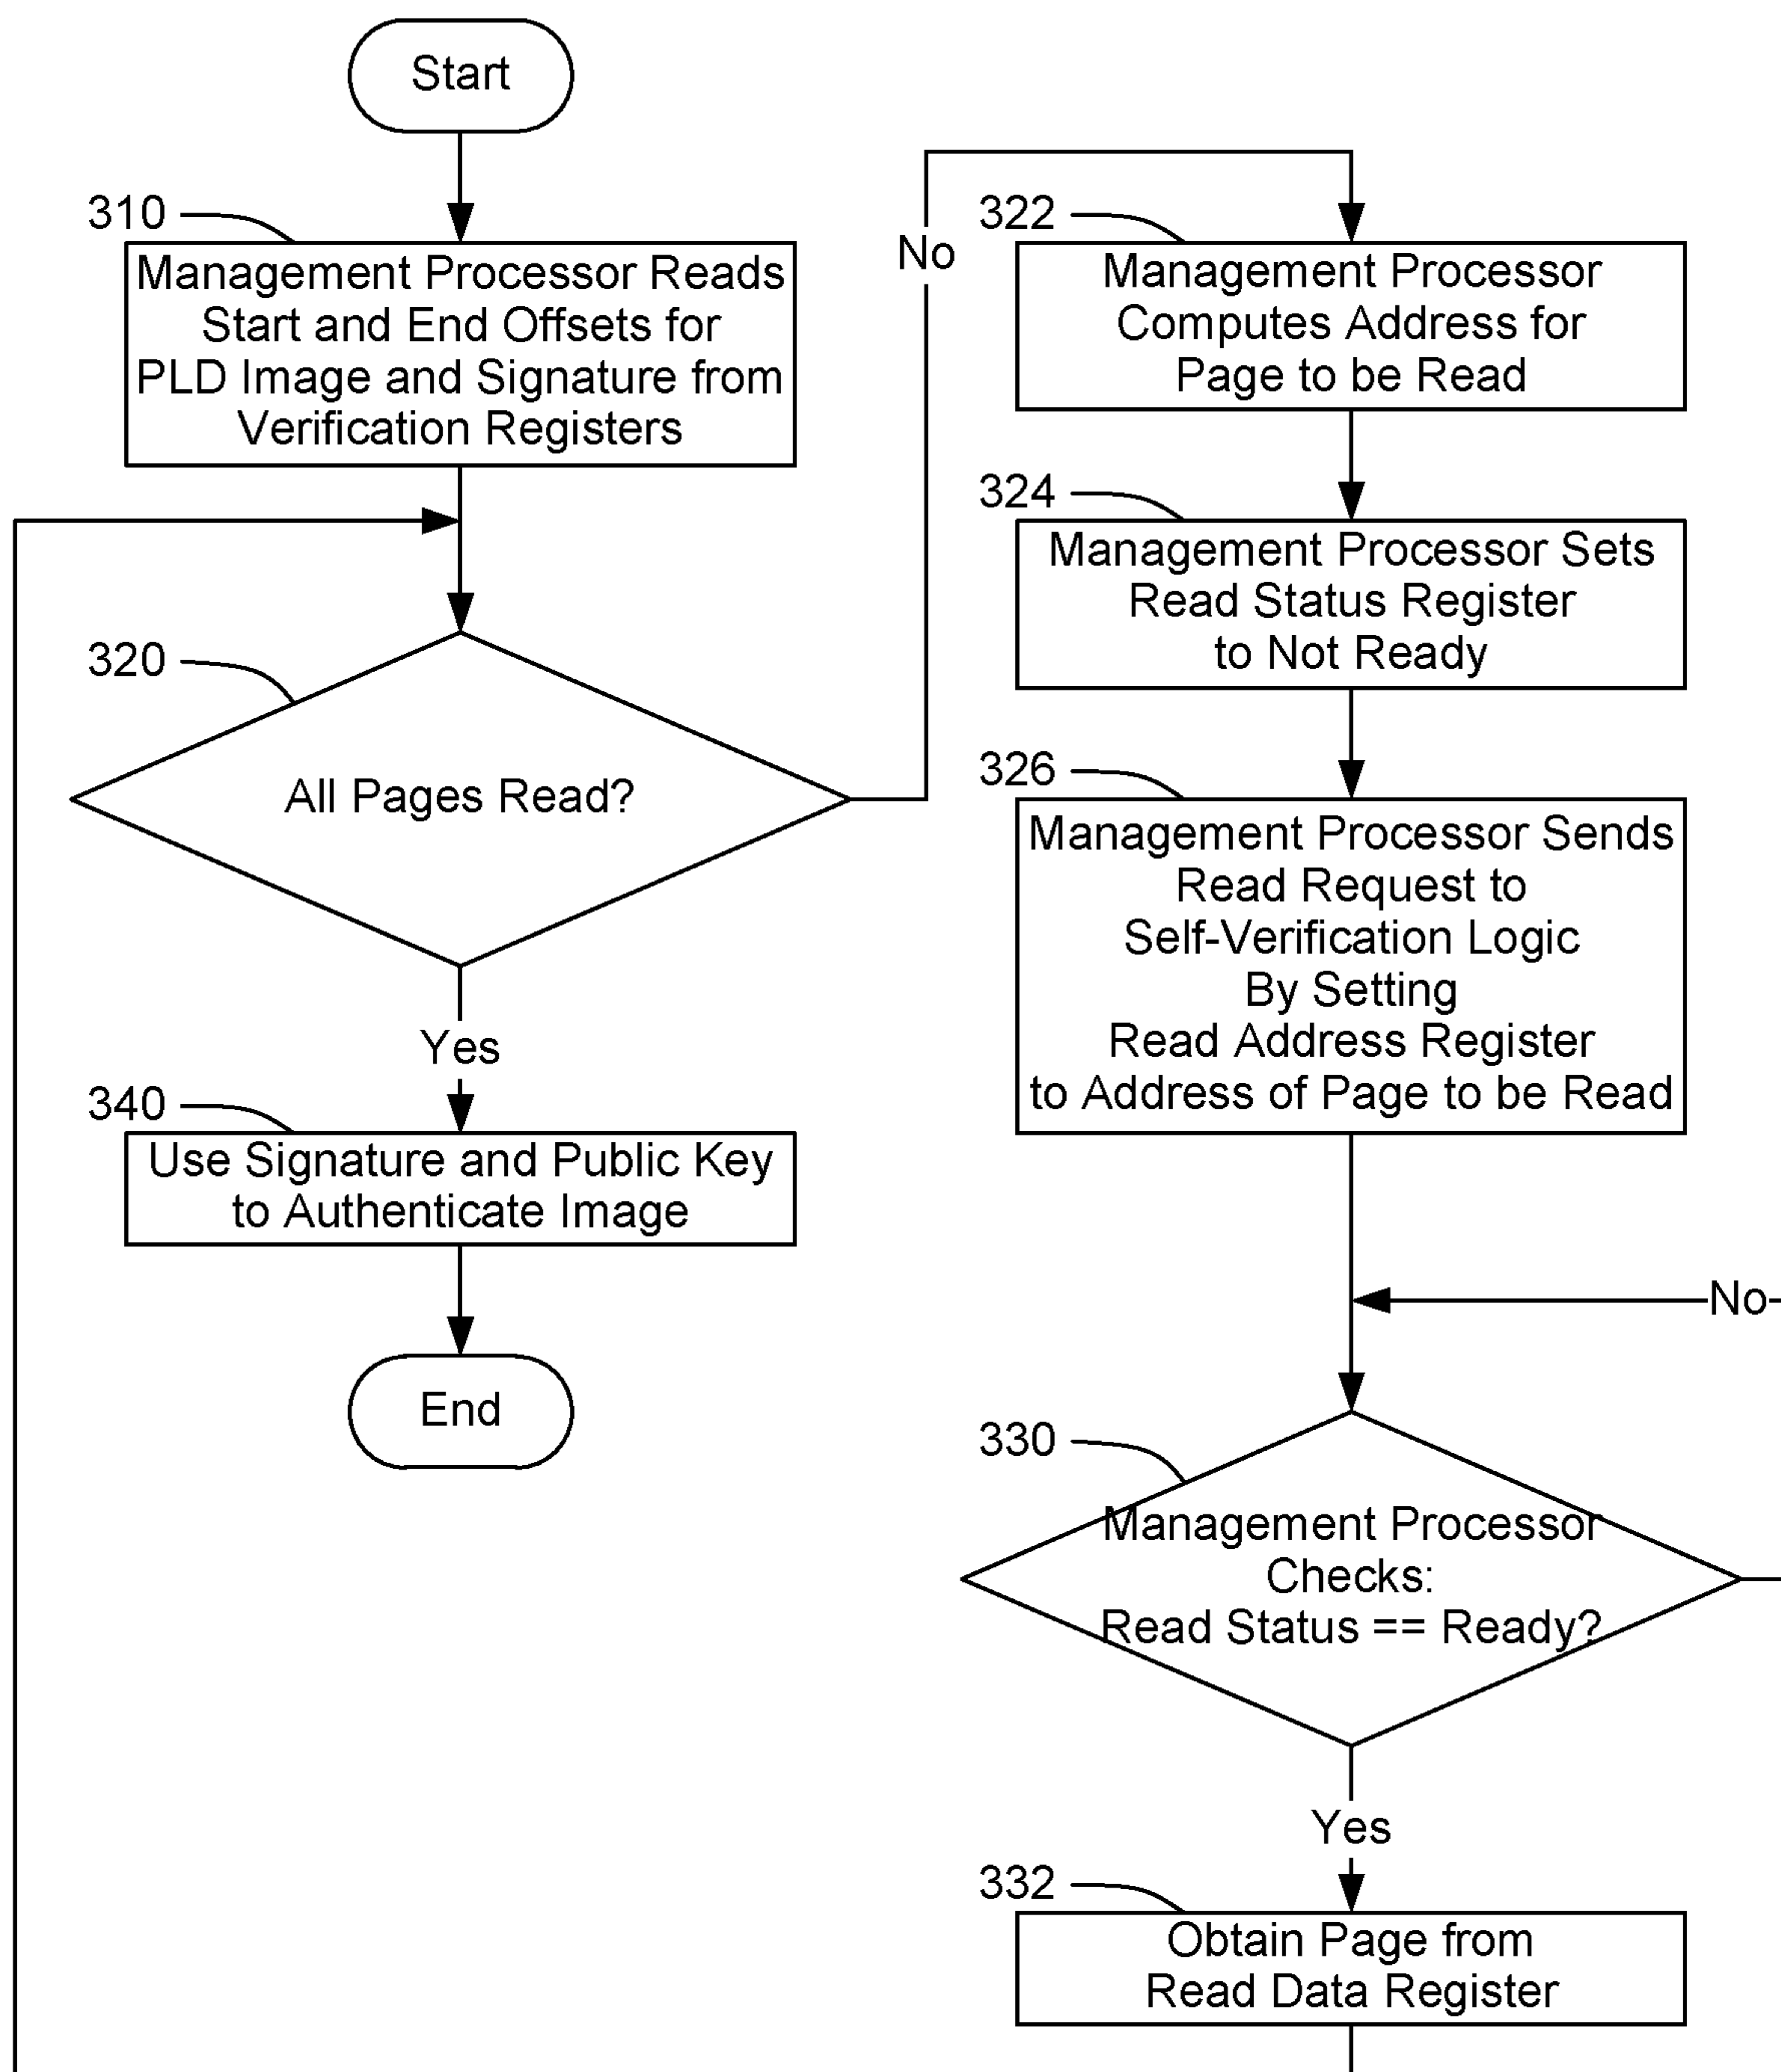 Start
310
Management Processor Reads
Start and End Offsets for
PLD Image and Signature from
Verification Registers
320
All Pages Read?
Yes
340
Use Signature and Public Key
to Authenticate Image
End
No
322
Management Processor
Computes Address for
Page to be Read
324
Management Processor Sets
Read Status Register
to Not Ready
326
Management Processor Sends
Read Request to
Self-Verification Logic
By Setting
Read Address Register
to Address of Page to be Read
No
330
Management Processor
Checks:
Read Status == Ready?
Yes
332
Obtain Page from
Read Data Register